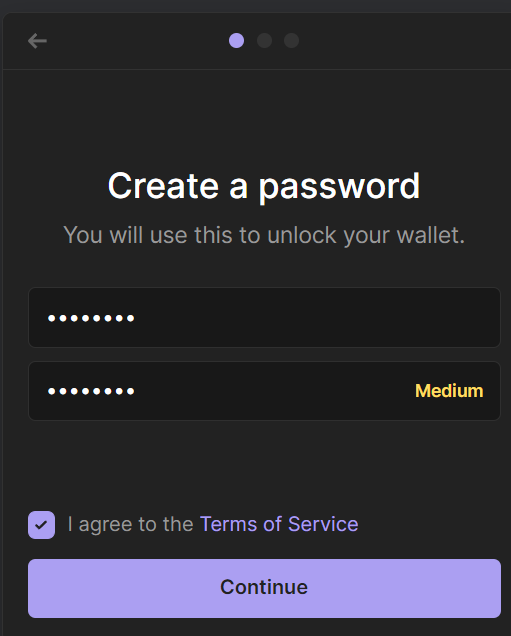 Create a password
You will use this to unlock your wallet.
••••••••
••••••••
Medium
I agree to the Terms of Service
Continue